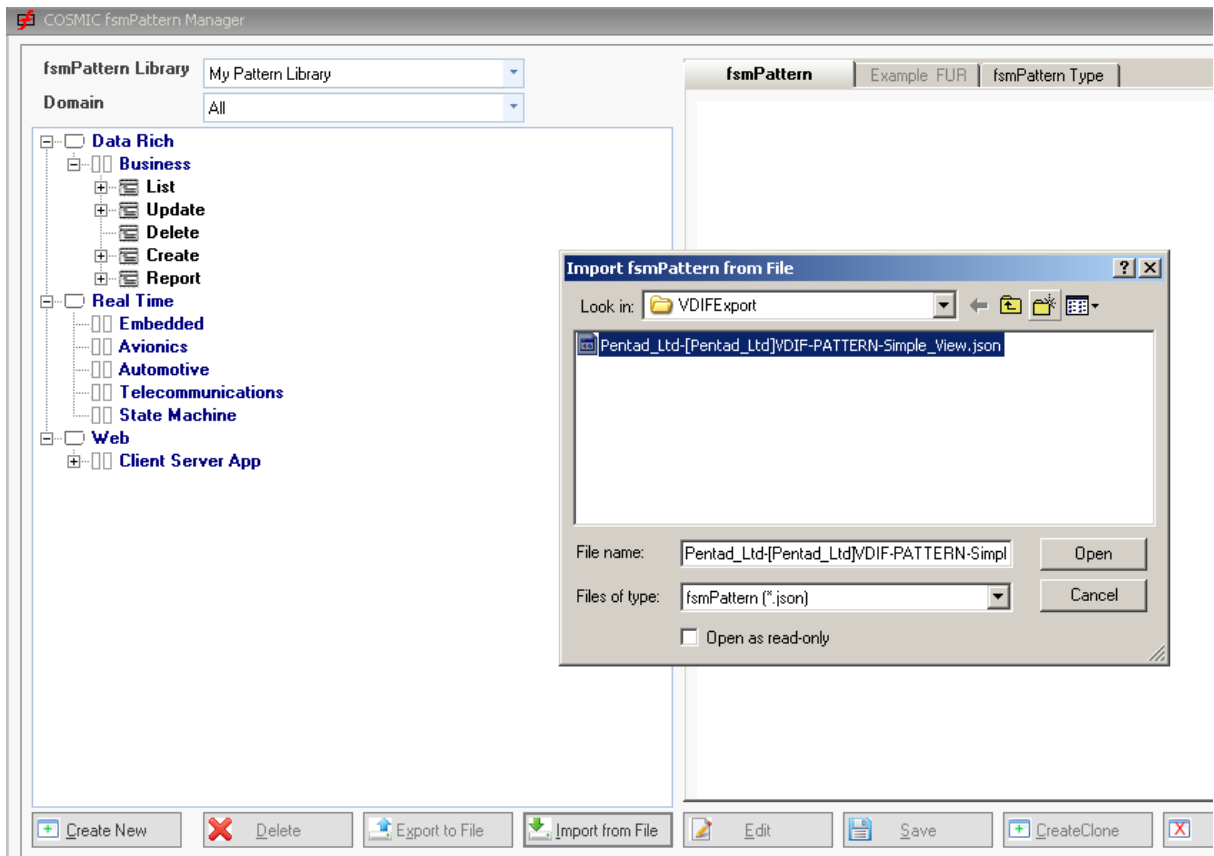 COSMIC fsmPattern Manager
fsmPattern Library
My Pattern Library
Domain
All
Data Rich
Business
List
Update
Delete
Create
Report
Real Time
Embedded
Avionics
Automotive
Telecommunications
State Machine
Web
Client Server App
fsmPattern
Example FUR
fsmPattern Type
Import fsmPattern from File
Look in:
VDIFExport
Pentad_Ltd-[Pentad_Ltd]VDIF-PATTERN-Simple_View.json
File name:
Pentad_Ltd-[Pentad_Ltd]VDIF-PATTERN-Simpl
Open
Files of type:
fsmPattern (*.json)
Cancel
Open as read-only
Create New
Delete
Export to File
Import from File
Edit
Save
CreateClone